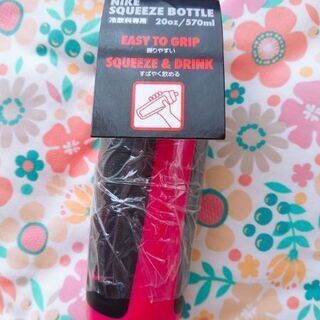 NIKE
SQUEEZE BOTTLE
冷飲料専用 20oz/570ml
EASY TO GRIP
握りやすい
SQUEEZE & DRINK
すばやく飲める